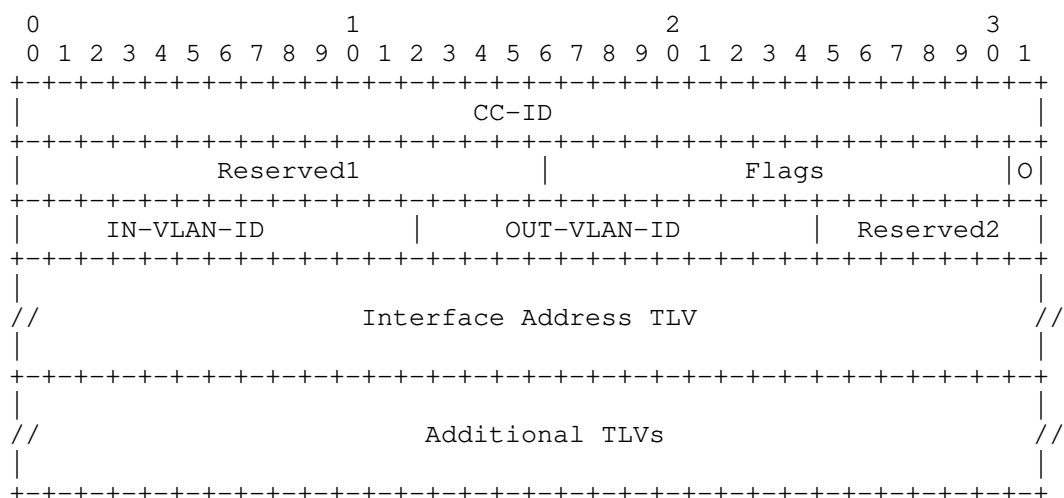 0                   1                   2                   3
 0 1 2 3 4 5 6 7 8 9 0 1 2 3 4 5 6 7 8 9 0 1 2 3 4 5 6 7 8 9 0 1
+-+-+-+-+-+-+-+-+-+-+-+-+-+-+-+-+-+-+-+-+-+-+-+-+-+-+-+-+-+-+-+-+
|                            CC-ID                              |
+-+-+-+-+-+-+-+-+-+-+-+-+-+-+-+-+-+-+-+-+-+-+-+-+-+-+-+-+-+-+-+-+
|            Reserved1           |            Flags           |O|
+-+-+-+-+-+-+-+-+-+-+-+-+-+-+-+-+-+-+-+-+-+-+-+-+-+-+-+-+-+-+-+-+
|     IN-VLAN-ID         |     OUT-VLAN-ID        |  Reserved2  |
+-+-+-+-+-+-+-+-+-+-+-+-+-+-+-+-+-+-+-+-+-+-+-+-+-+-+-+-+-+-+-+-+
|                                                               |
//                    Interface Address TLV                     //
|                                                               |
+-+-+-+-+-+-+-+-+-+-+-+-+-+-+-+-+-+-+-+-+-+-+-+-+-+-+-+-+-+-+-+-+
|                                                               |
//                        Additional TLVs                       //
|                                                               |
+-+-+-+-+-+-+-+-+-+-+-+-+-+-+-+-+-+-+-+-+-+-+-+-+-+-+-+-+-+-+-+-+